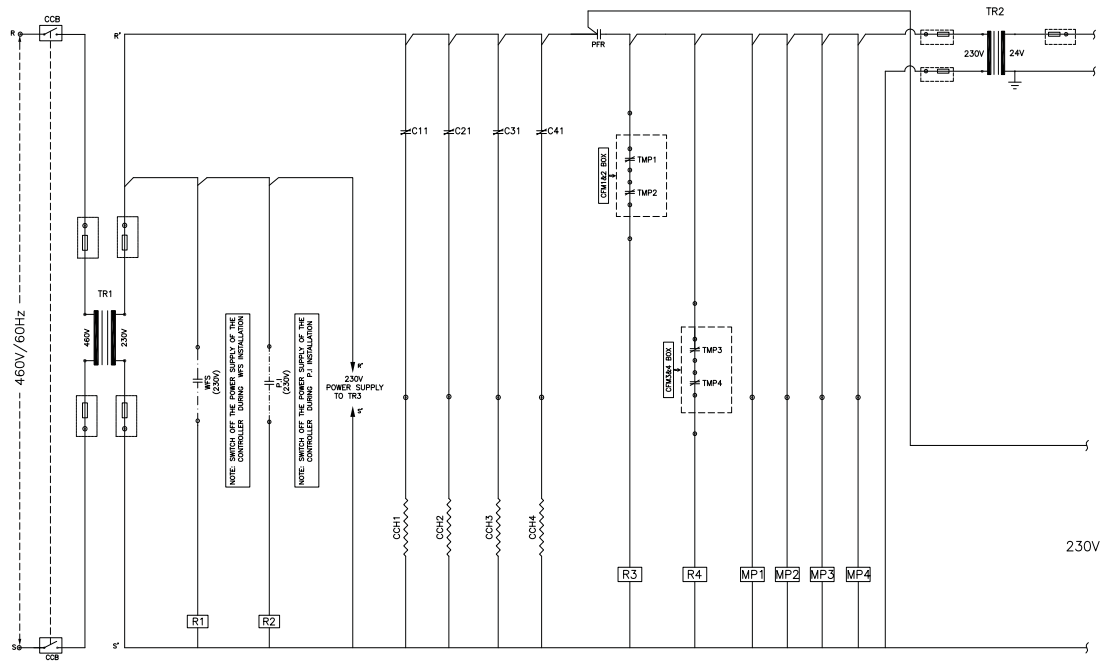 CCB
TR2
R
R'
PFR
230V
24V
C11
C21
C31
C41
CFM1&2 BOX
TMP1
TMP2
460V/60Hz
TR1
460V
230V
WFS
(230V)
NOTE: SWITCH OFF THE POWER SUPPLY OF THE
CONTROLLER DURING WFS INSTALLATION
P.I
(230V)
NOTE: SWITCH OFF THE POWER SUPPLY OF THE
CONTROLLER DURING P.I INSTALLATION
R'
230V
POWER SUPPLY
TO TR3
S'
CFM3&4 BOX
TMP3
TMP4
CCH1
CCH2
CCH3
CCH4
230V
R3
R4
MP1
MP2
MP3
MP4
R1
R2
S
S'
CCB